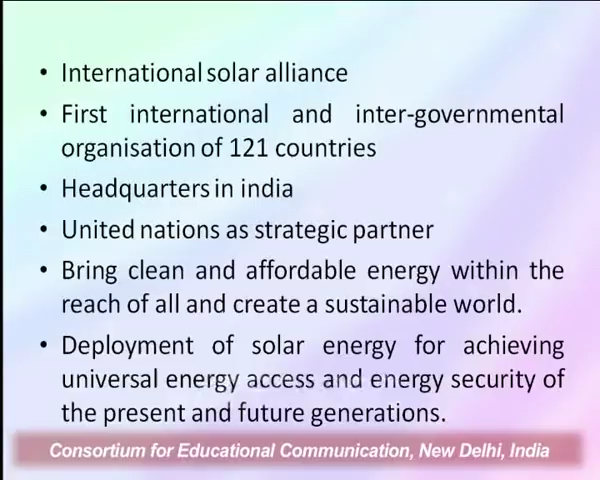 • International solar alliance
• First international and inter-governmental
organisation of 121 countries
• Headquarters in india
• United nations as strategic partner
• Bring clean and affordable energy within the
reach of all and create a sustainable world.
• Deployment of solar energy for achieving
universal energy access and energy security of
the present and future generations.
Consortium for Educational Communication, New Delhi, India